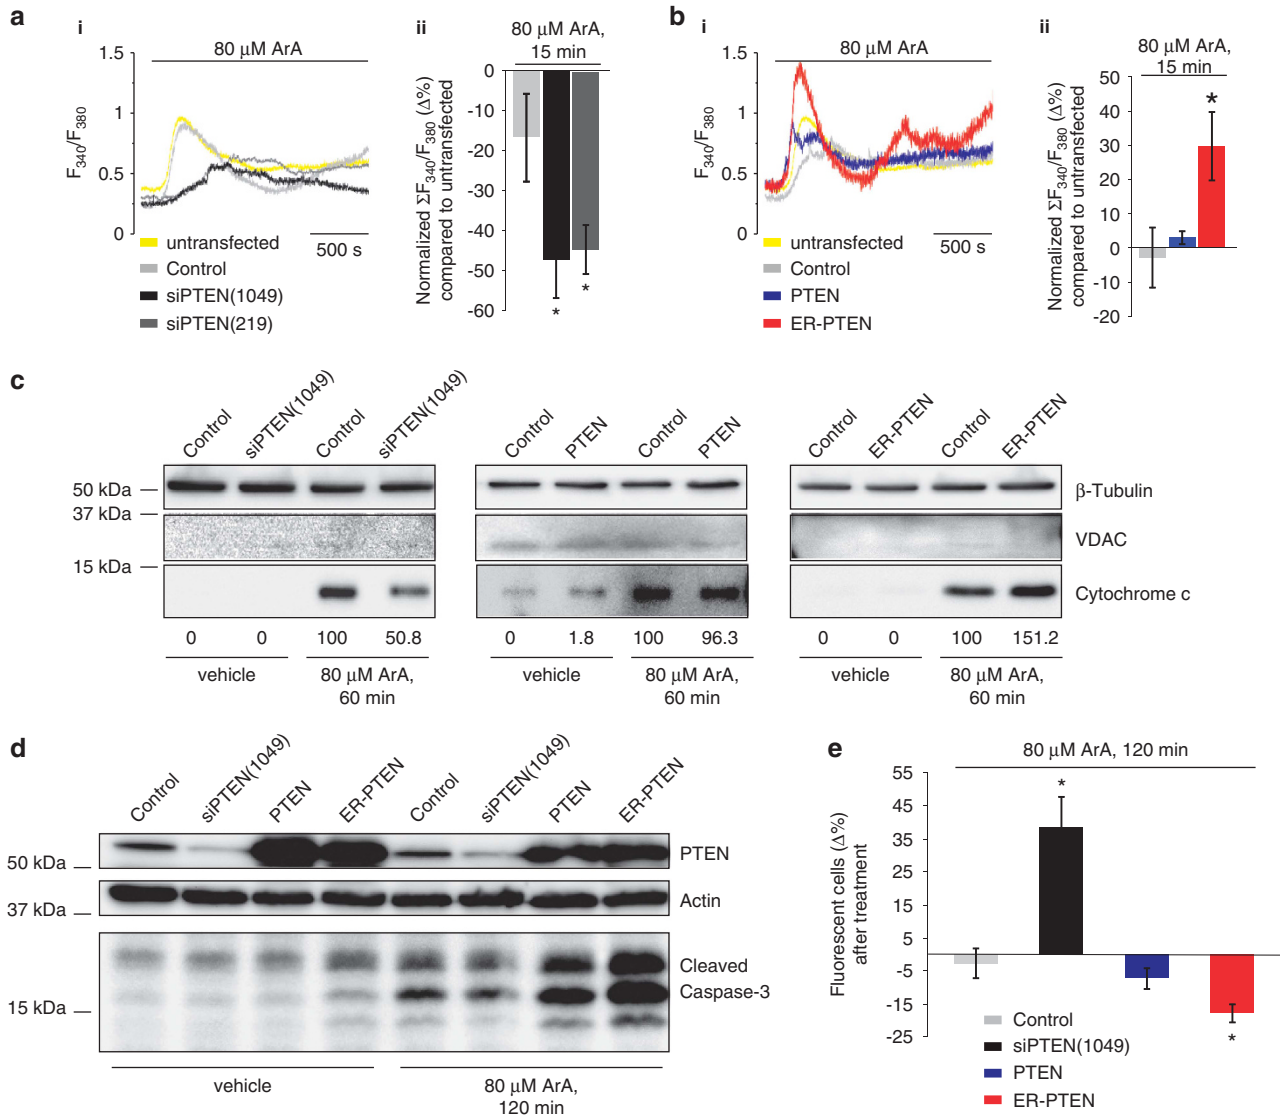 a
i
80 μM ArA
F340/F380
1.5
1
0.5
0
500 s
untransfected
Control
siPTEN(1049)
siPTEN(219)
ii
80 μM ArA,
15 min
Normalized ΣF340/F380 (Δ%)
compared to untransfected
0
-10
-20
-30
-40
-50
-60
*
*
b
i
80 μM ArA
F340/F380
1.5
1
0.5
0
500 s
untransfected
Control
PTEN
ER-PTEN
ii
80 μM ArA,
15 min
Normalized ΣF340/F380 (Δ%)
compared to untransfected
50
40
30
20
10
0
-10
-20
*
c
Control
siPTEN(1049)
Control
siPTEN(1049)
Control
PTEN
Control
PTEN
Control
ER-PTEN
Control
ER-PTEN
50 kDa
37 kDa
15 kDa
β-Tubulin
VDAC
Cytochrome c
0 0 100 50.8
0 1.8 100 96.3
0 0 100 151.2
vehicle
80 μM ArA,
60 min
vehicle
80 μM ArA,
60 min
vehicle
80 μM ArA,
60 min
d
Control
siPTEN(1049)
PTEN
ER-PTEN
Control
siPTEN(1049)
PTEN
ER-PTEN
50 kDa
37 kDa
15 kDa
PTEN
Actin
Cleaved
Caspase-3
vehicle
80 μM ArA,
120 min
e
80 μM ArA, 120 min
Fluorescent cells (Δ%)
after treatment
55
45
35
25
15
5
-5
-15
-25
*
*
Control
siPTEN(1049)
PTEN
ER-PTEN